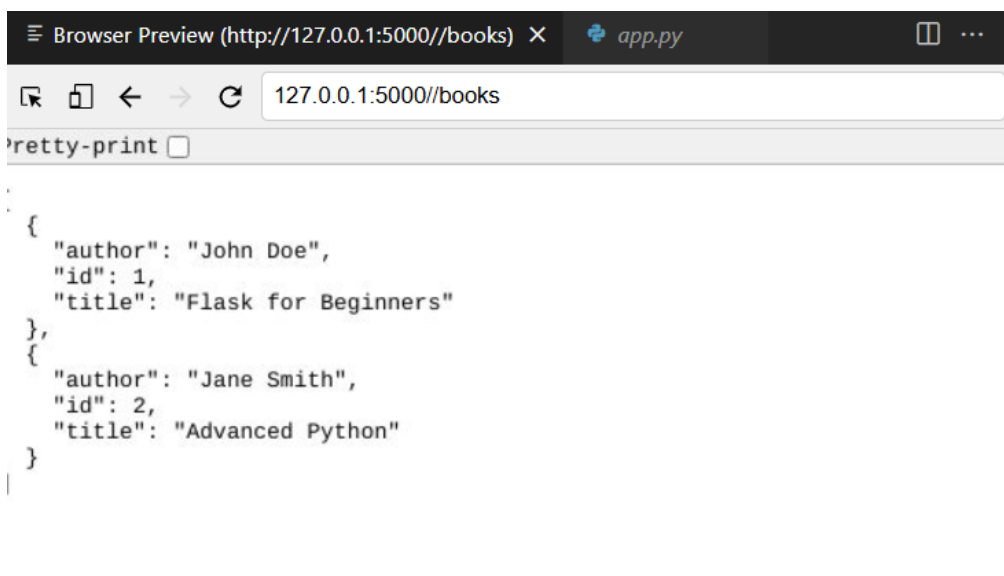 Browser Preview (http://127.0.0.1:5000//books) app.py
127.0.0.1:5000//books
Pretty-print
[
{
"author": "John Doe",
"id": 1,
"title": "Flask for Beginners"
},
{
"author": "Jane Smith",
"id": 2,
"title": "Advanced Python"
}
]